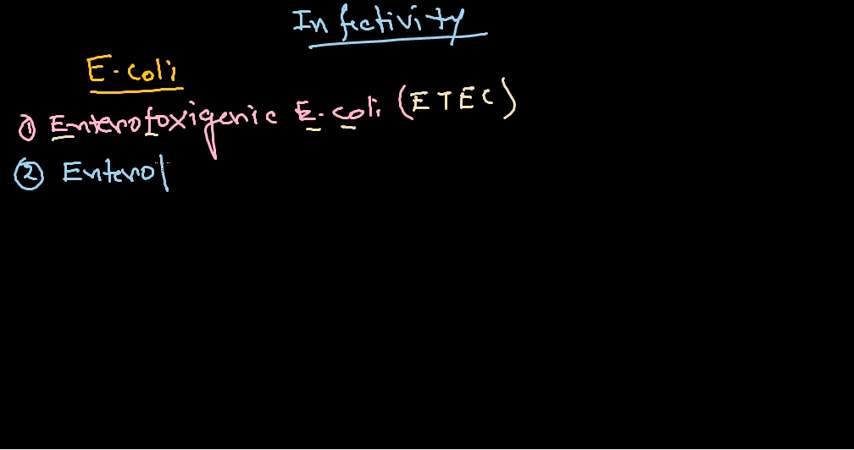 Infectivity
E. coli
① Enterotoxigenic E. coli (ETEC)
② Entero